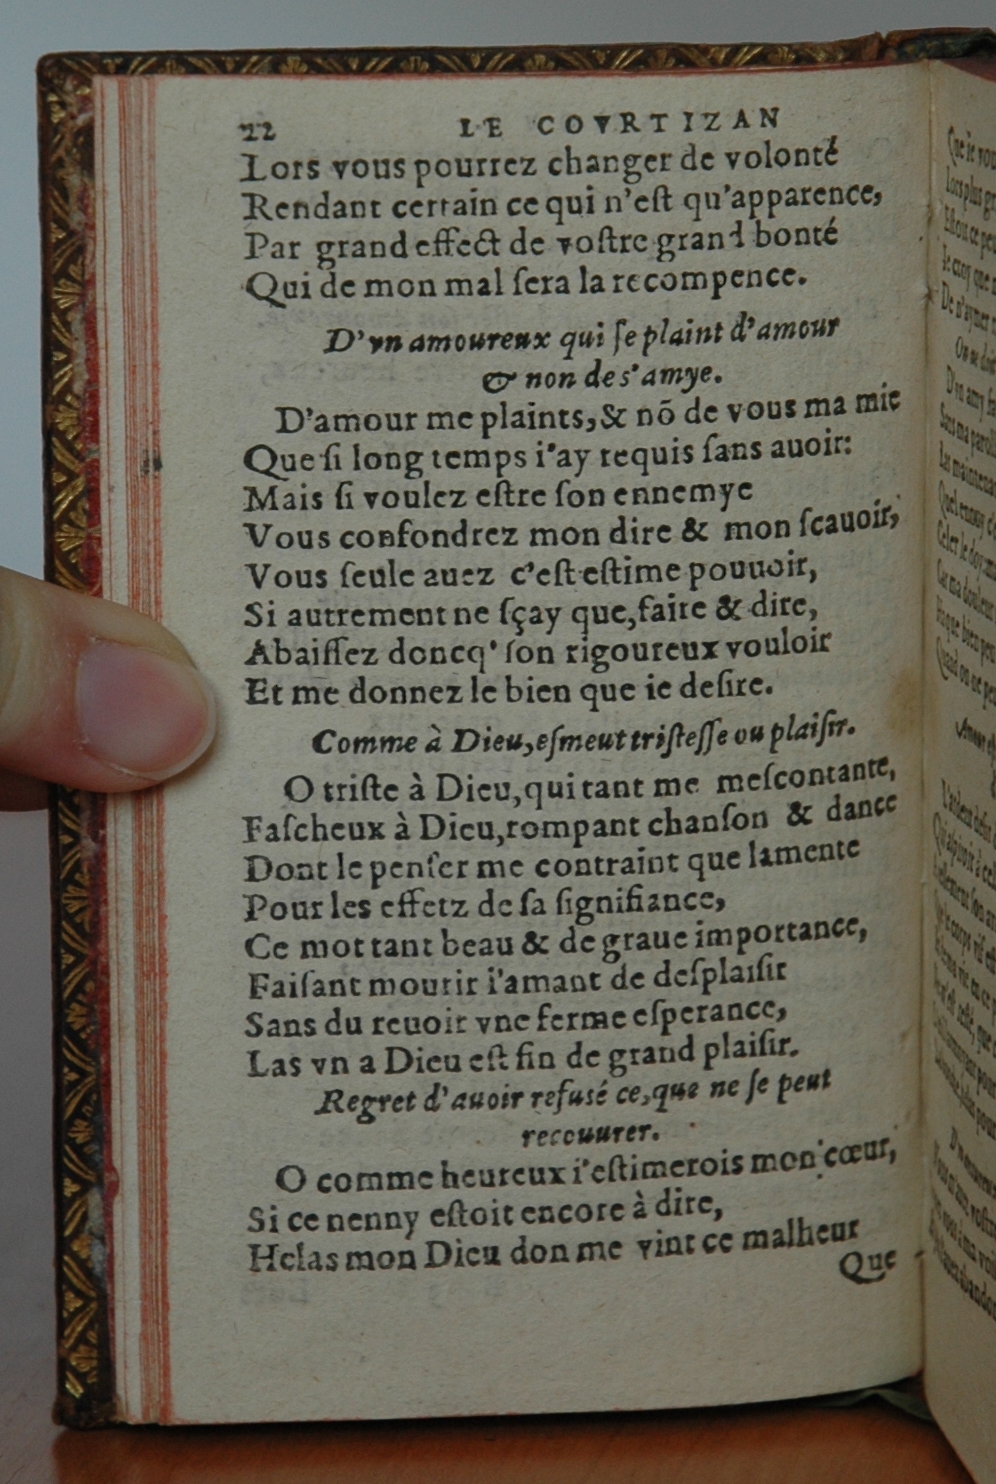 22 LE COVRTIZAN
Lors vous pourrez changer de volonté
Rendant certain ce qui n'eſt qu'apparence,
Par grand effect de voſtre grand bonté
Qui de mon mal ſera la recompence.
D'vn amoureux qui ſe plaint d'amour
& non de s'amye.
D'amour me plaints, & nõ de vous ma mie
Que ſi long temps i'ay requis ſans auoir:
Mais ſi voulez eſtre ſon ennemye
Vous confondrez mon dire & mon ſcauoir,
Vous ſeule auez c'eſt eſtime pouuoir,
Si autrement ne ſçay que, faire & dire,
Abaiſſez doncq' ſon rigoureux vouloir
Et me donnez le bien que ie deſire.
Comme à Dieu, eſmeut triſteſſe ou plaiſir.
O triſte à Dieu, qui tant me meſcontante,
Faſcheux à Dieu, rompant chanſon & dance
Dont le penſer me contraint que lamente
Pour les effetz de ſa ſignifiance,
Ce mot tant beau & de graue importance,
Faiſant mourir l'amant de deſplaiſir
Sans du reuoir vne ferme eſperance,
Las vn a Dieu eſt fin de grand plaiſir.
Regret d'auoir refusé ce, que ne ſe peut
recouurer.
O comme heureux i'eſtimerois mon cœur,
Si ce nenny eſtoit encore à dire,
Helas mon Dieu don me vint ce malheur
Que